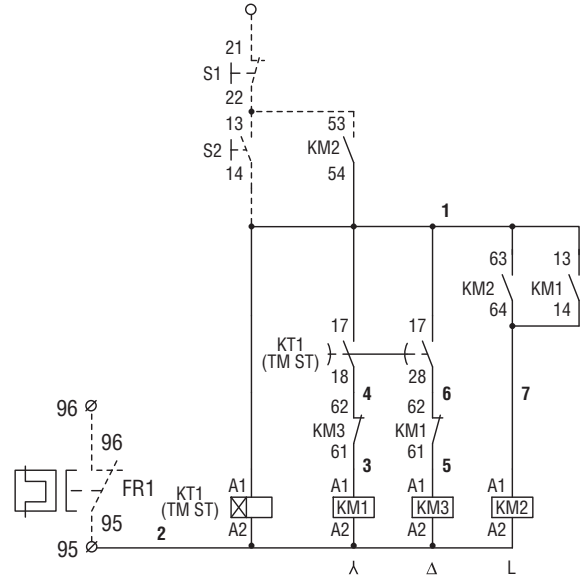 21
S1
22
13 53
S2 KM2
14 54
1
63 13
KM2 KM1
64 14
17 17
KT1
(TM ST)
18 28
4 6 7
62 62
KM3 KM1
61 61
3 5
96
96
FR1
95
95
2
KT1
(TM ST)
A1 A1 A1 A1
KM1 KM3 KM2
A2 A2 A2 A2
⅄ Δ L